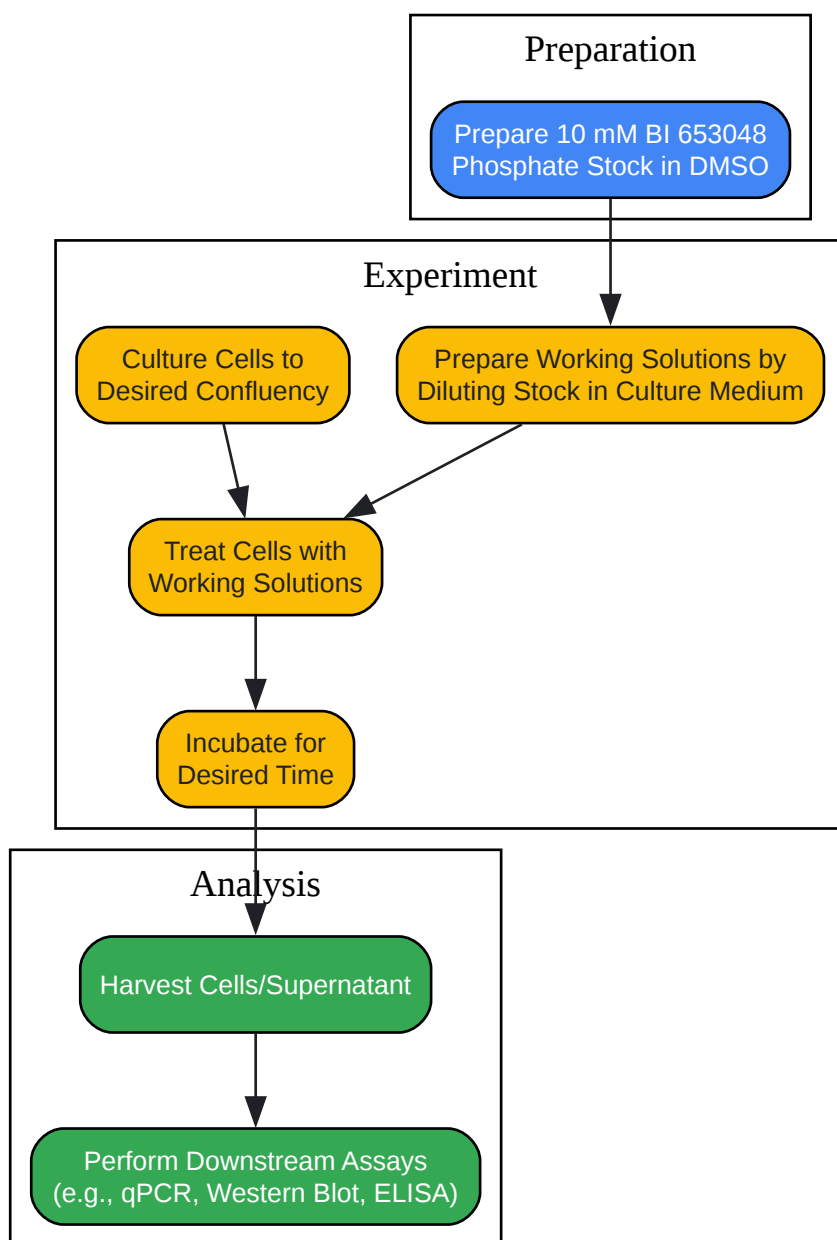 Preparation
Prepare 10 mM BI 653048
Phosphate Stock in DMSO
Experiment
Culture Cells to
Desired Confluency
Prepare Working Solutions by
Diluting Stock in Culture Medium
Treat Cells with
Working Solutions
Incubate for
Desired Time
Analysis
Harvest Cells/Supernatant
Perform Downstream Assays
(e.g., qPCR, Western Blot, ELISA)